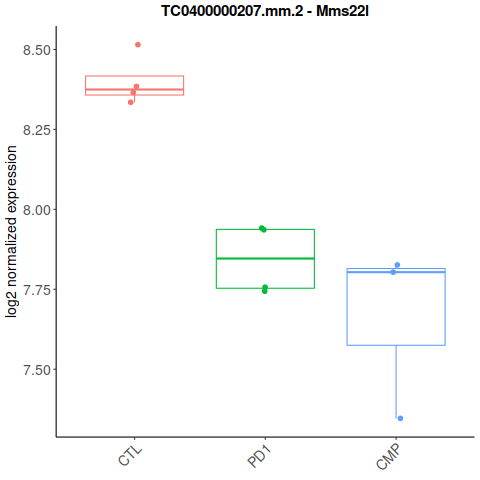 TC0400000207.mm.2 - Mms22l
log2 normalized expression
8.50
8.25
8.00
7.75
7.50
CTL
PD1
CMP